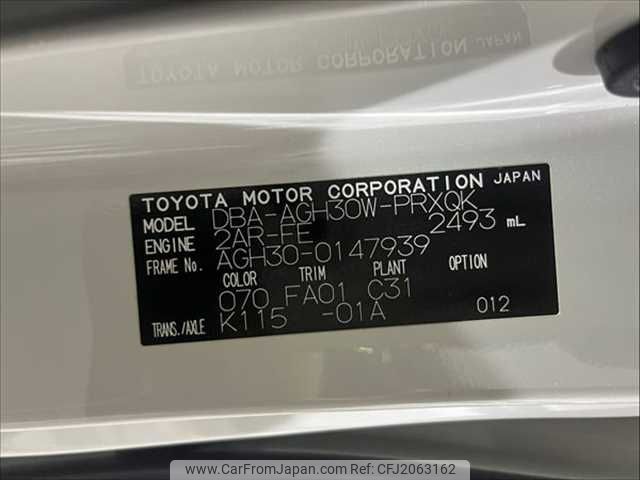 TOYOTA MOTOR CORPORATION JAPAN
TOYOTA MOTOR CORPORATION JAPAN
MODEL DBA-AGH30W-PRXQK
ENGINE 2AR-FE 2493 mL
FRAME No. AGH30-0147939
COLOR TRIM PLANT OPTION
070 FA01 C31
TRANS./AXLE K115 -01A 012
www.CarFromJapan.com | Ref:CFJ2063162